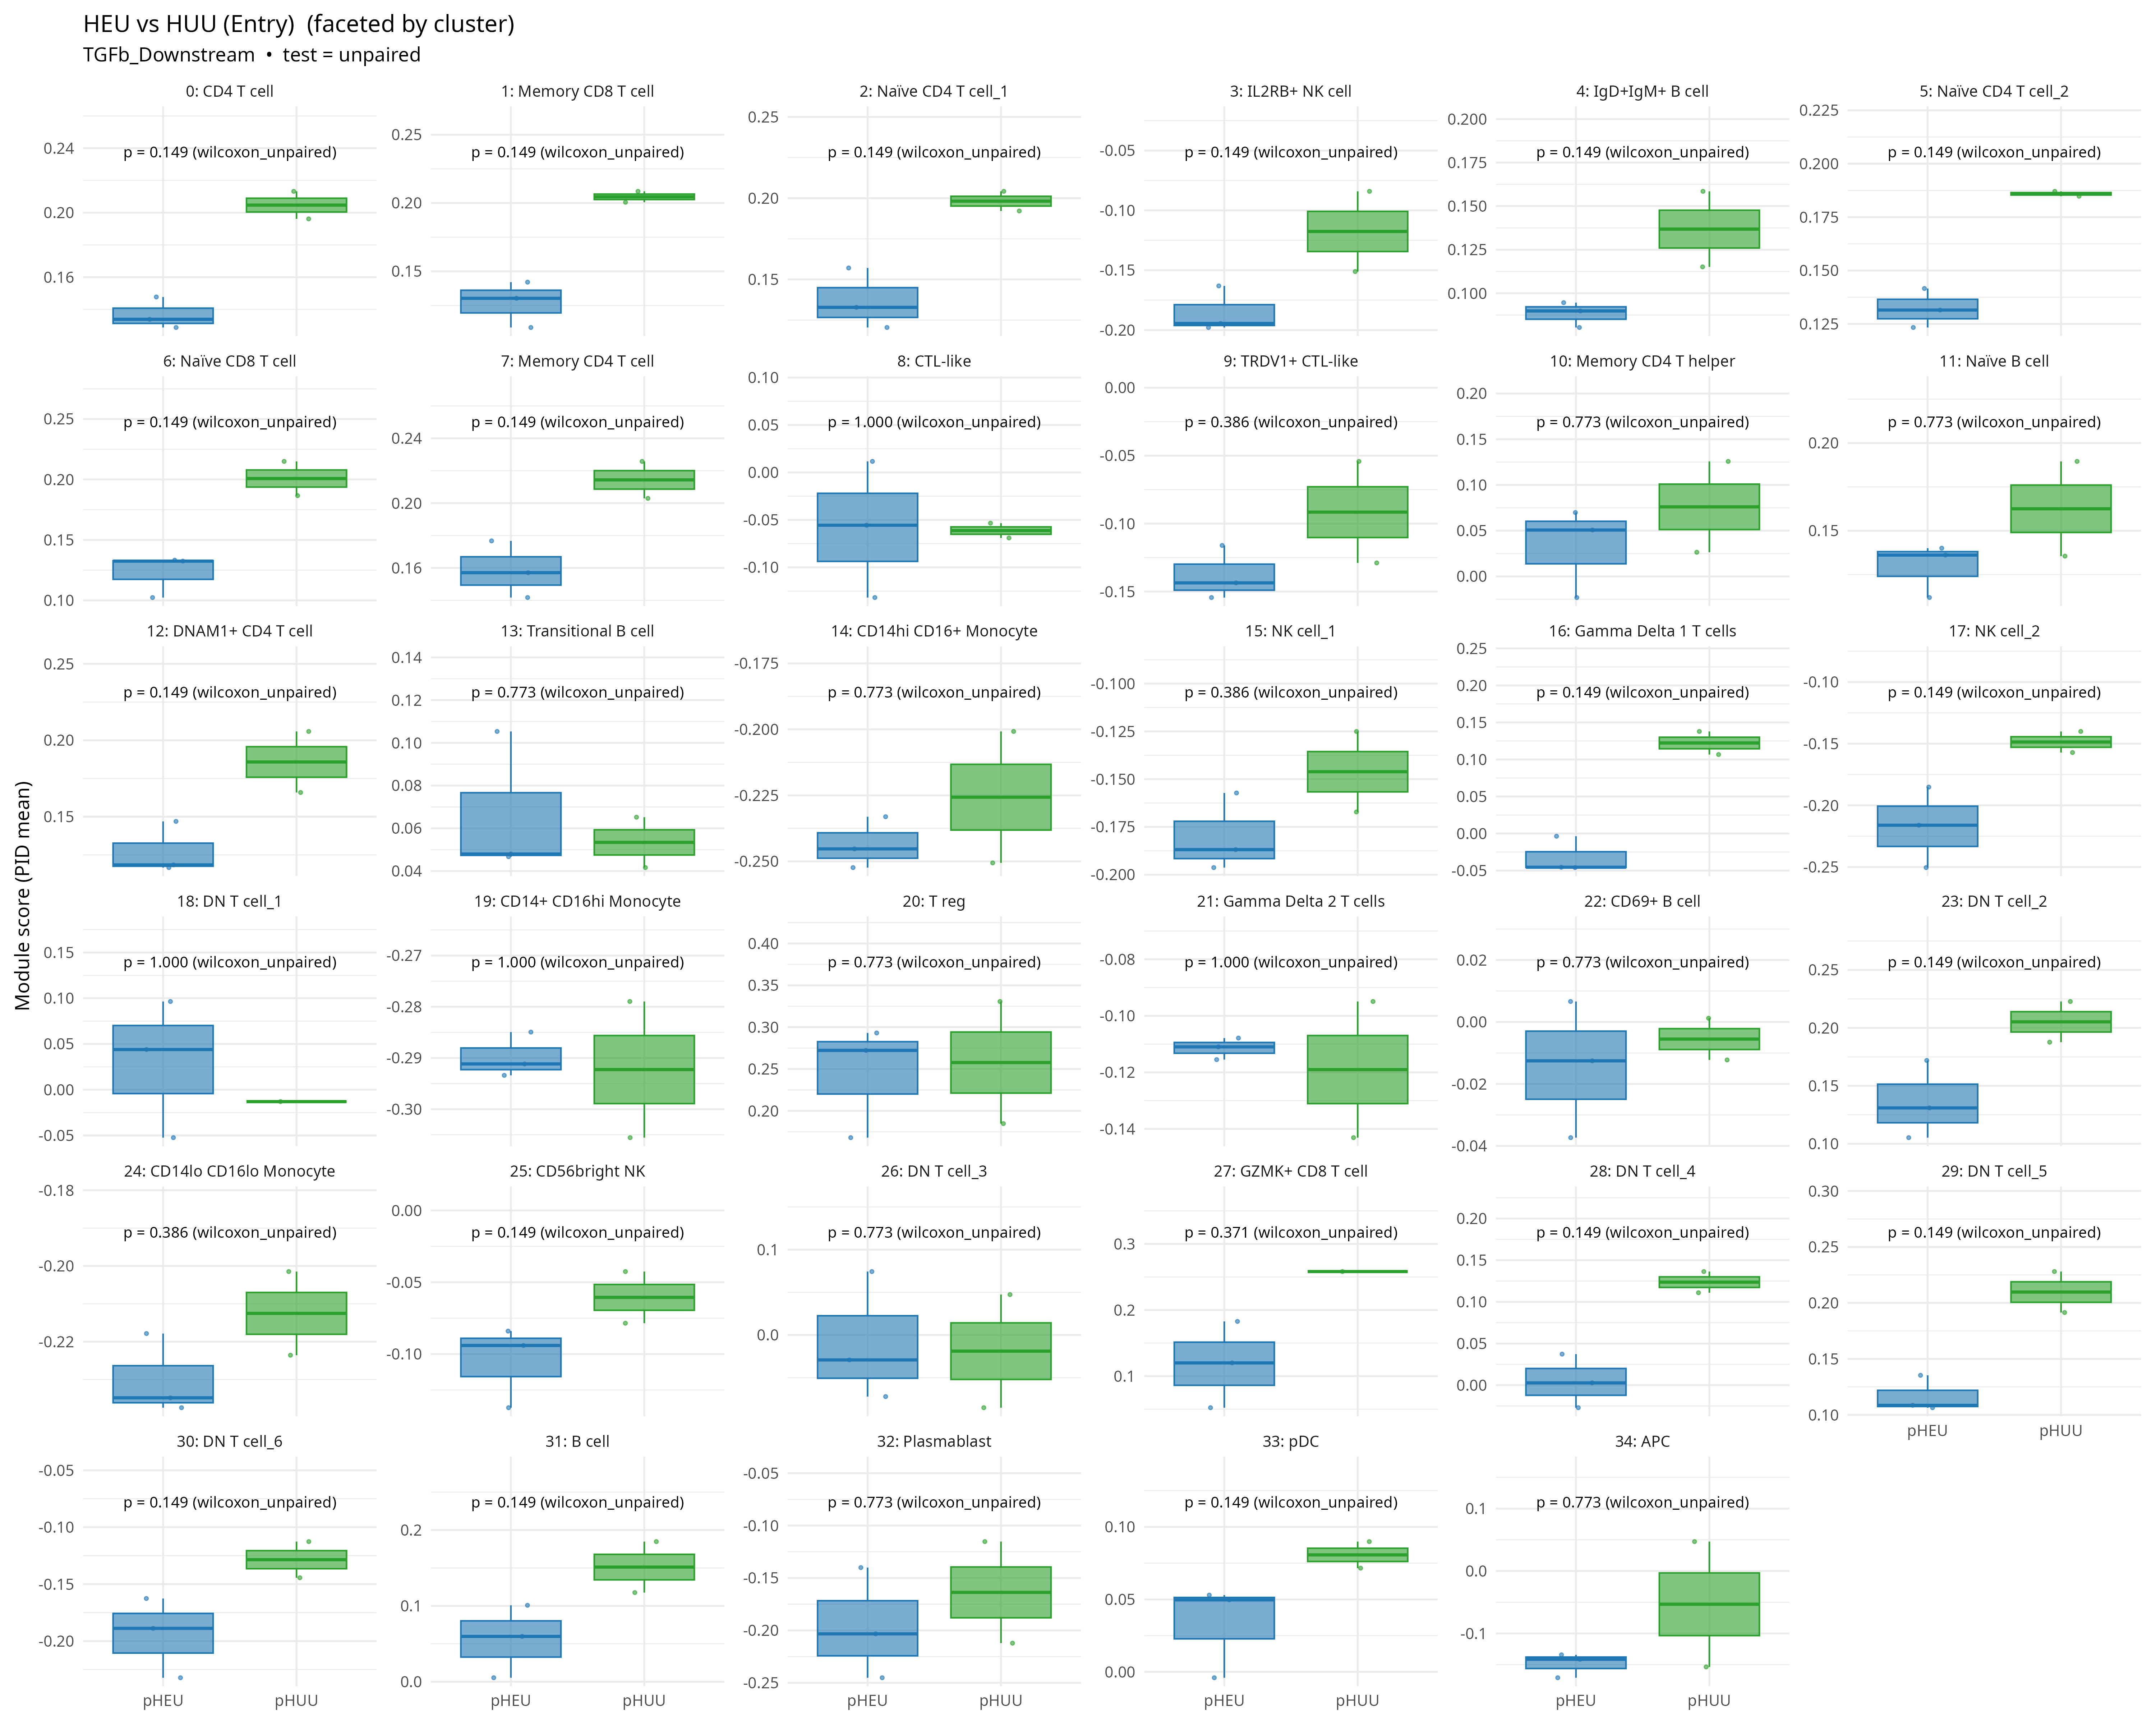 HEU vs HUU (Entry)  (faceted by cluster)
TGFb_Downstream • test = unpaired
Module score (PID mean)
0: CD4 T cell
0.24
0.20
0.16
p = 0.149 (wilcoxon_unpaired)
1: Memory CD8 T cell
0.25
0.20
0.15
p = 0.149 (wilcoxon_unpaired)
2: Naïve CD4 T cell_1
0.25
0.20
0.15
p = 0.149 (wilcoxon_unpaired)
3: IL2RB+ NK cell
-0.05
-0.10
-0.15
-0.20
p = 0.149 (wilcoxon_unpaired)
4: IgD+IgM+ B cell
0.200
0.175
0.150
0.125
0.100
p = 0.149 (wilcoxon_unpaired)
5: Naïve CD4 T cell_2
0.225
0.200
0.175
0.150
0.125
p = 0.149 (wilcoxon_unpaired)
6: Naïve CD8 T cell
0.25
0.20
0.15
0.10
p = 0.149 (wilcoxon_unpaired)
7: Memory CD4 T cell
0.24
0.20
0.16
p = 0.149 (wilcoxon_unpaired)
8: CTL-like
0.10
0.05
0.00
-0.05
-0.10
p = 1.000 (wilcoxon_unpaired)
9: TRDV1+ CTL-like
0.00
-0.05
-0.10
-0.15
p = 0.386 (wilcoxon_unpaired)
10: Memory CD4 T helper
0.20
0.15
0.10
0.05
0.00
p = 0.773 (wilcoxon_unpaired)
11: Naïve B cell
0.20
0.15
p = 0.773 (wilcoxon_unpaired)
12: DNAM1+ CD4 T cell
0.25
0.20
0.15
p = 0.149 (wilcoxon_unpaired)
13: Transitional B cell
0.14
0.12
0.10
0.08
0.06
0.04
p = 0.773 (wilcoxon_unpaired)
14: CD14hi CD16+ Monocyte
-0.175
-0.200
-0.225
-0.250
p = 0.773 (wilcoxon_unpaired)
15: NK cell_1
-0.100
-0.125
-0.150
-0.175
-0.200
p = 0.386 (wilcoxon_unpaired)
16: Gamma Delta 1 T cells
0.25
0.20
0.15
0.10
0.05
0.00
-0.05
p = 0.149 (wilcoxon_unpaired)
17: NK cell_2
-0.10
-0.15
-0.20
-0.25
p = 0.149 (wilcoxon_unpaired)
18: DN T cell_1
0.15
0.10
0.05
0.00
-0.05
p = 1.000 (wilcoxon_unpaired)
19: CD14+ CD16hi Monocyte
-0.27
-0.28
-0.29
-0.30
p = 1.000 (wilcoxon_unpaired)
20: T reg
0.40
0.35
0.30
0.25
0.20
p = 0.773 (wilcoxon_unpaired)
21: Gamma Delta 2 T cells
-0.08
-0.10
-0.12
-0.14
p = 1.000 (wilcoxon_unpaired)
22: CD69+ B cell
0.02
0.00
-0.02
-0.04
p = 0.773 (wilcoxon_unpaired)
23: DN T cell_2
0.25
0.20
0.15
0.10
p = 0.149 (wilcoxon_unpaired)
24: CD14lo CD16lo Monocyte
-0.18
-0.20
-0.22
p = 0.386 (wilcoxon_unpaired)
25: CD56bright NK
0.00
-0.05
-0.10
p = 0.149 (wilcoxon_unpaired)
26: DN T cell_3
0.1
0.0
p = 0.773 (wilcoxon_unpaired)
27: GZMK+ CD8 T cell
0.3
0.2
0.1
p = 0.371 (wilcoxon_unpaired)
28: DN T cell_4
0.20
0.15
0.10
0.05
0.00
p = 0.149 (wilcoxon_unpaired)
29: DN T cell_5
0.30
0.25
0.20
0.15
0.10
p = 0.149 (wilcoxon_unpaired)
pHEU pHUU
30: DN T cell_6
-0.05
-0.10
-0.15
-0.20
p = 0.149 (wilcoxon_unpaired)
pHEU pHUU
31: B cell
0.2
0.1
0.0
p = 0.149 (wilcoxon_unpaired)
pHEU pHUU
32: Plasmablast
-0.05
-0.10
-0.15
-0.20
-0.25
p = 0.773 (wilcoxon_unpaired)
pHEU pHUU
33: pDC
0.10
0.05
0.00
p = 0.149 (wilcoxon_unpaired)
pHEU pHUU
34: APC
0.1
0.0
-0.1
p = 0.773 (wilcoxon_unpaired)
pHEU pHUU